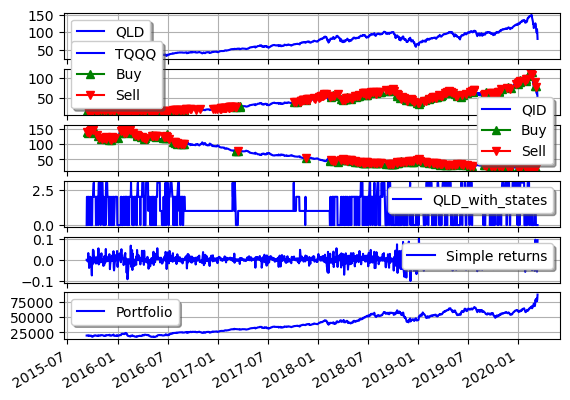 150
100
50
QLD
TQQQ
Buy
Sell
100
50
QID
Buy
Sell
150
100
50
2.5
0.0
QLD_with_states
0.1
0.0
−0.1
Simple returns
75000
50000
25000
Portfolio
2015-07
2016-01
2016-07
2017-01
2017-07
2018-01
2018-07
2019-01
2019-07
2020-01